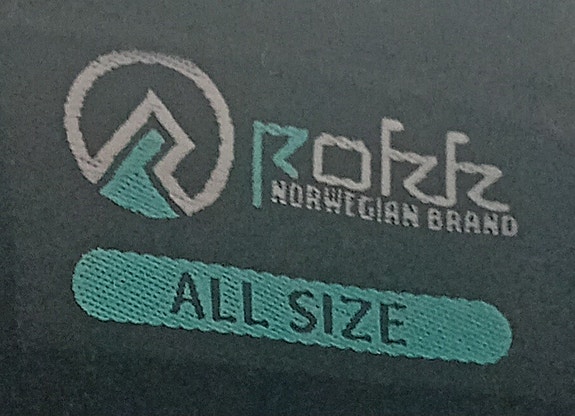 rokk
NORWEGIAN BRAND
ALL SIZE